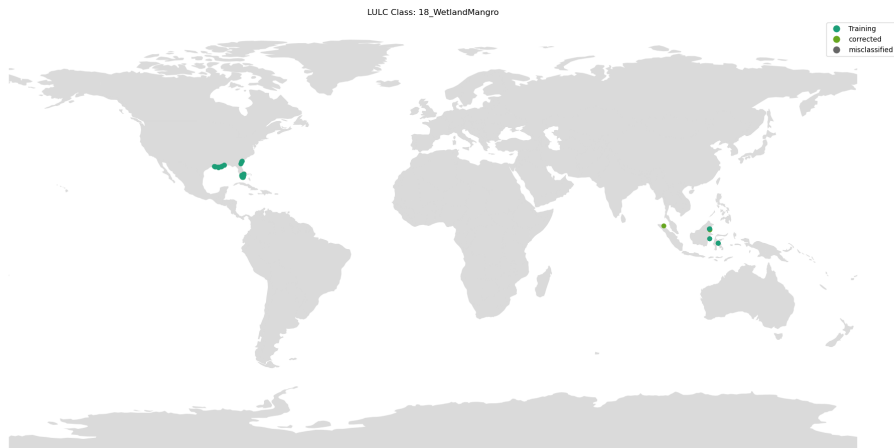 LULC Class: 18_WetlandMangro
Training
corrected
misclassified